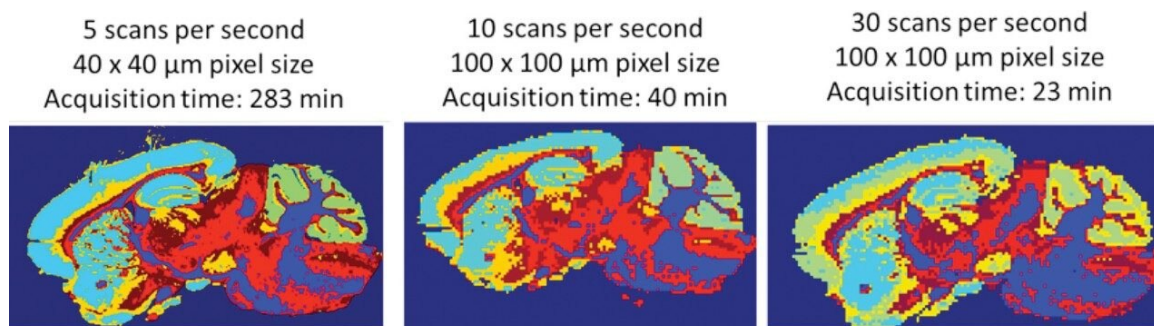 5 scans per second
40 x 40 µm pixel size
Acquisition time: 283 min
10 scans per second
100 x 100 µm pixel size
Acquisition time: 40 min
30 scans per second
100 x 100 µm pixel size
Acquisition time: 23 min